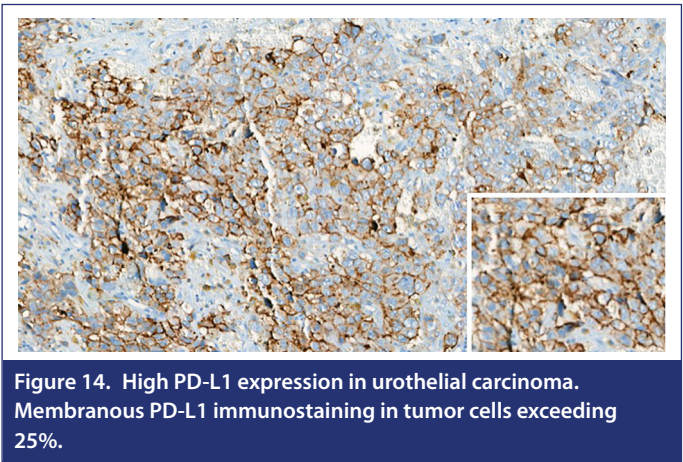 Figure 14. High PD-L1 expression in urothelial carcinoma.
Membranous PD-L1 immunostaining in tumor cells exceeding
25%.